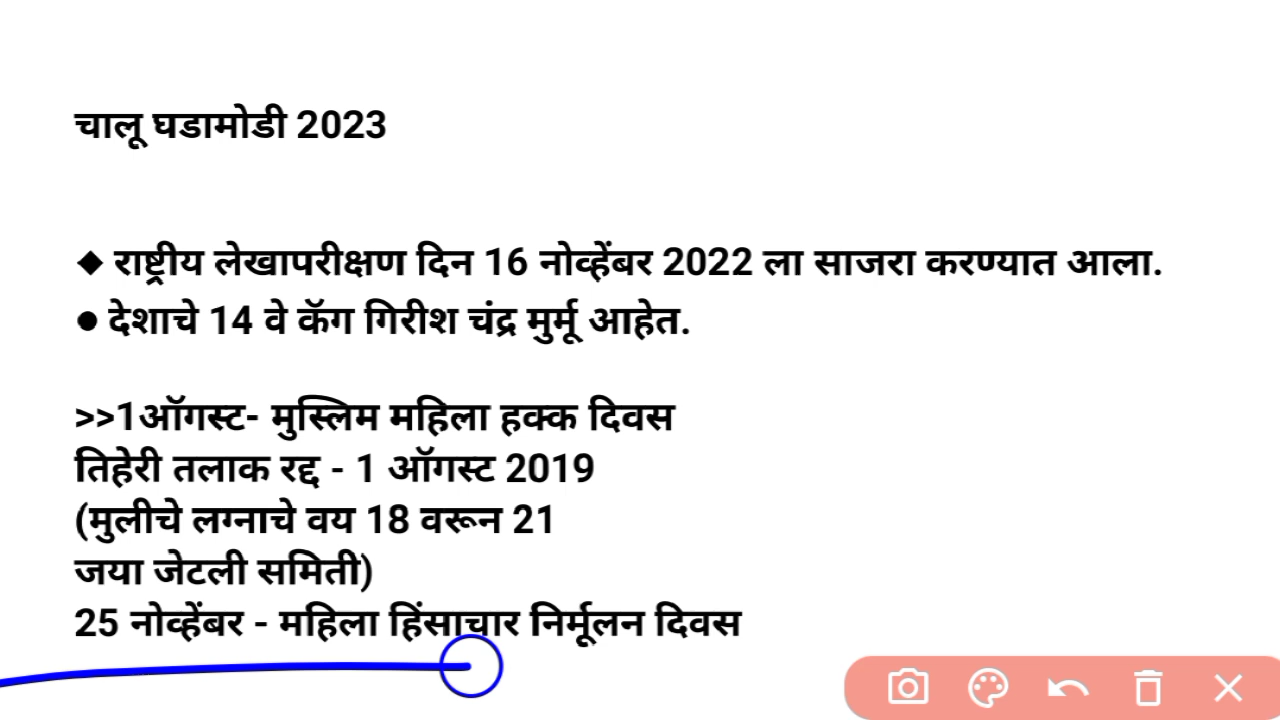 चालू घडामोडी 2023
◆ राष्ट्रीय लेखापरीक्षण दिन 16 नोव्हेंबर 2022 ला साजरा करण्यात आला.
● देशाचे 14 वे कॅग गिरीश चंद्र मुर्मू आहेत.
>>1ऑगस्ट- मुस्लिम महिला हक्क दिवस
तिहेरी तलाक रद्द - 1 ऑगस्ट 2019
(मुलीचे लग्नाचे वय 18 वरून 21
जया जेटली समिती)
25 नोव्हेंबर - महिला हिंसाचार निर्मूलन दिवस